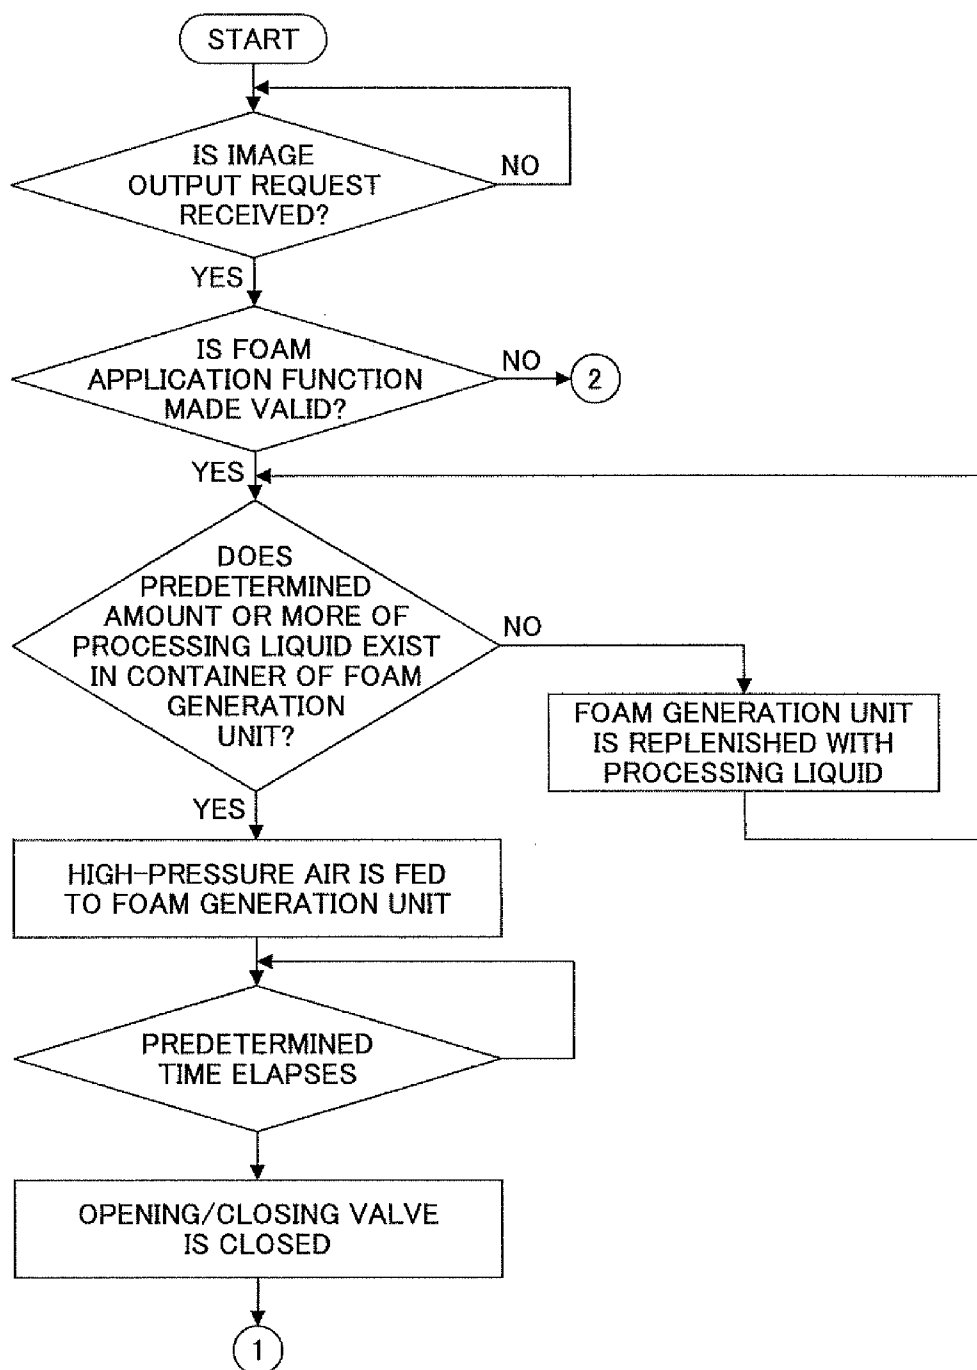 START
IS IMAGE
OUTPUT REQUEST
RECEIVED?
NO
YES
IS FOAM
APPLICATION FUNCTION
MADE VALID?
NO
2
YES
DOES
PREDETERMINED
AMOUNT OR MORE OF
PROCESSING LIQUID EXIST
IN CONTAINER OF FOAM
GENERATION
UNIT?
NO
FOAM GENERATION UNIT
IS REPLENISHED WITH
PROCESSING LIQUID
YES
HIGH-PRESSURE AIR IS FED
TO FOAM GENERATION UNIT
PREDETERMINED
TIME ELAPSES
OPENING/CLOSING VALVE
IS CLOSED
1